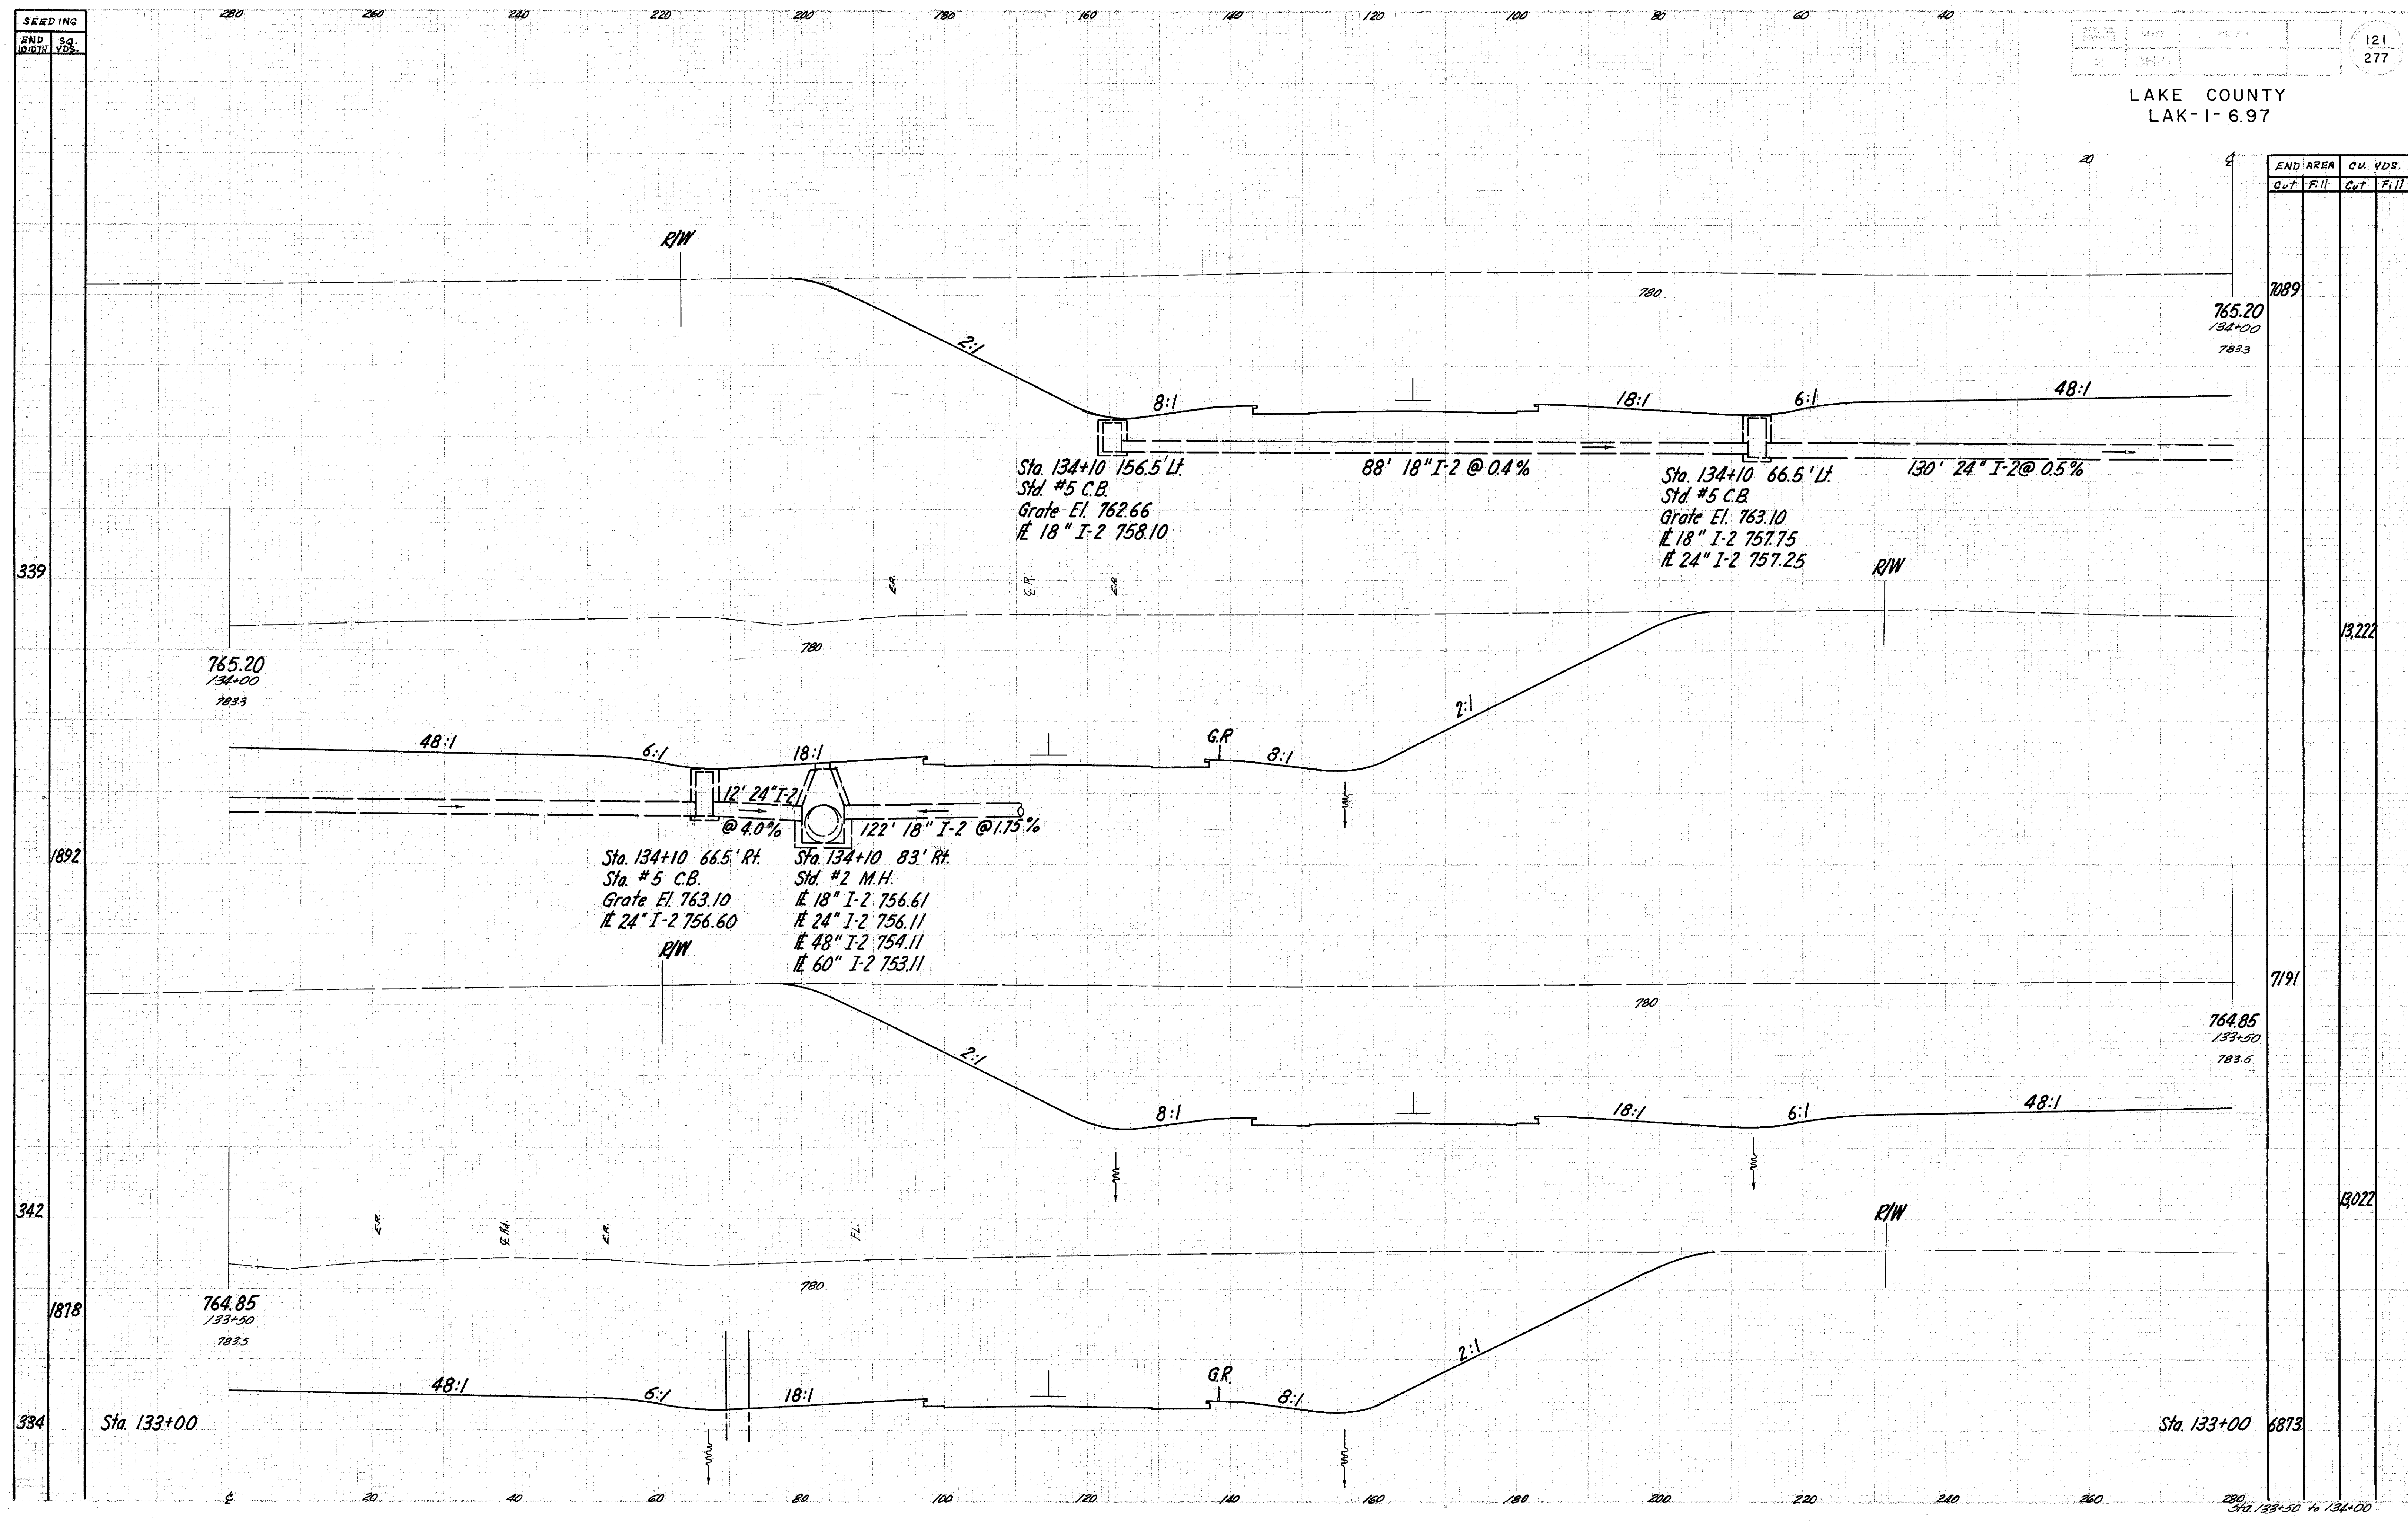 SEEDING
END WIDTH SQ. YDS.
280 260 240 220 200 180 160 140 120 100 80 60 40
2 OHIO
121
277
LAKE COUNTY
LAK-1-6.97
20 ℄
END AREA CU. YDS.
Cut Fill Cut Fill
R/W
780
7089
765.20
134+00
783.3
2:1
8:1 18:1 6:1 48:1
Sta. 134+10 156.5' Lt.
Std. #5 C.B.
Grate El. 762.66
℄ 18" I-2 758.10
88' 18" I-2 @ 0.4%
Sta. 134+10 66.5' Lt.
Std. #5 C.B.
Grate El. 763.10
℄ 18" I-2 757.75
℄ 24" I-2 757.25
130' 24" I-2 @ 0.5%
339
E.R. ℄ R. E.R.
R/W
13,222
765.20
134+00
783.3
780
2:1
48:1 6:1 18:1 G.R. 8:1
12' 24" I-2
@ 4.0%
122' 18" I-2 @ 1.75%
1892
Sta. 134+10 66.5' Rt.
Sta. #5 C.B.
Grate El. 763.10
℄ 24" I-2 756.60
Sta. 134+10 83' Rt.
Std. #2 M.H.
℄ 18" I-2 756.61
℄ 24" I-2 756.11
℄ 48" I-2 754.11
℄ 60" I-2 753.11
R/W
780
7191
764.85
133+50
783.5
2:1
8:1 18:1 6:1 48:1
342
E.R. ℄ Rd. E.R. F.L.
R/W
13,022
780
1878
764.85
133+50
783.5
2:1
48:1 6:1 18:1 G.R. 8:1
334 Sta. 133+00
Sta. 133+00 6873
℄ 20 40 60 80 100 120 140 160 180 200 220 240 260 280
Sta. 133+50 to 134+00